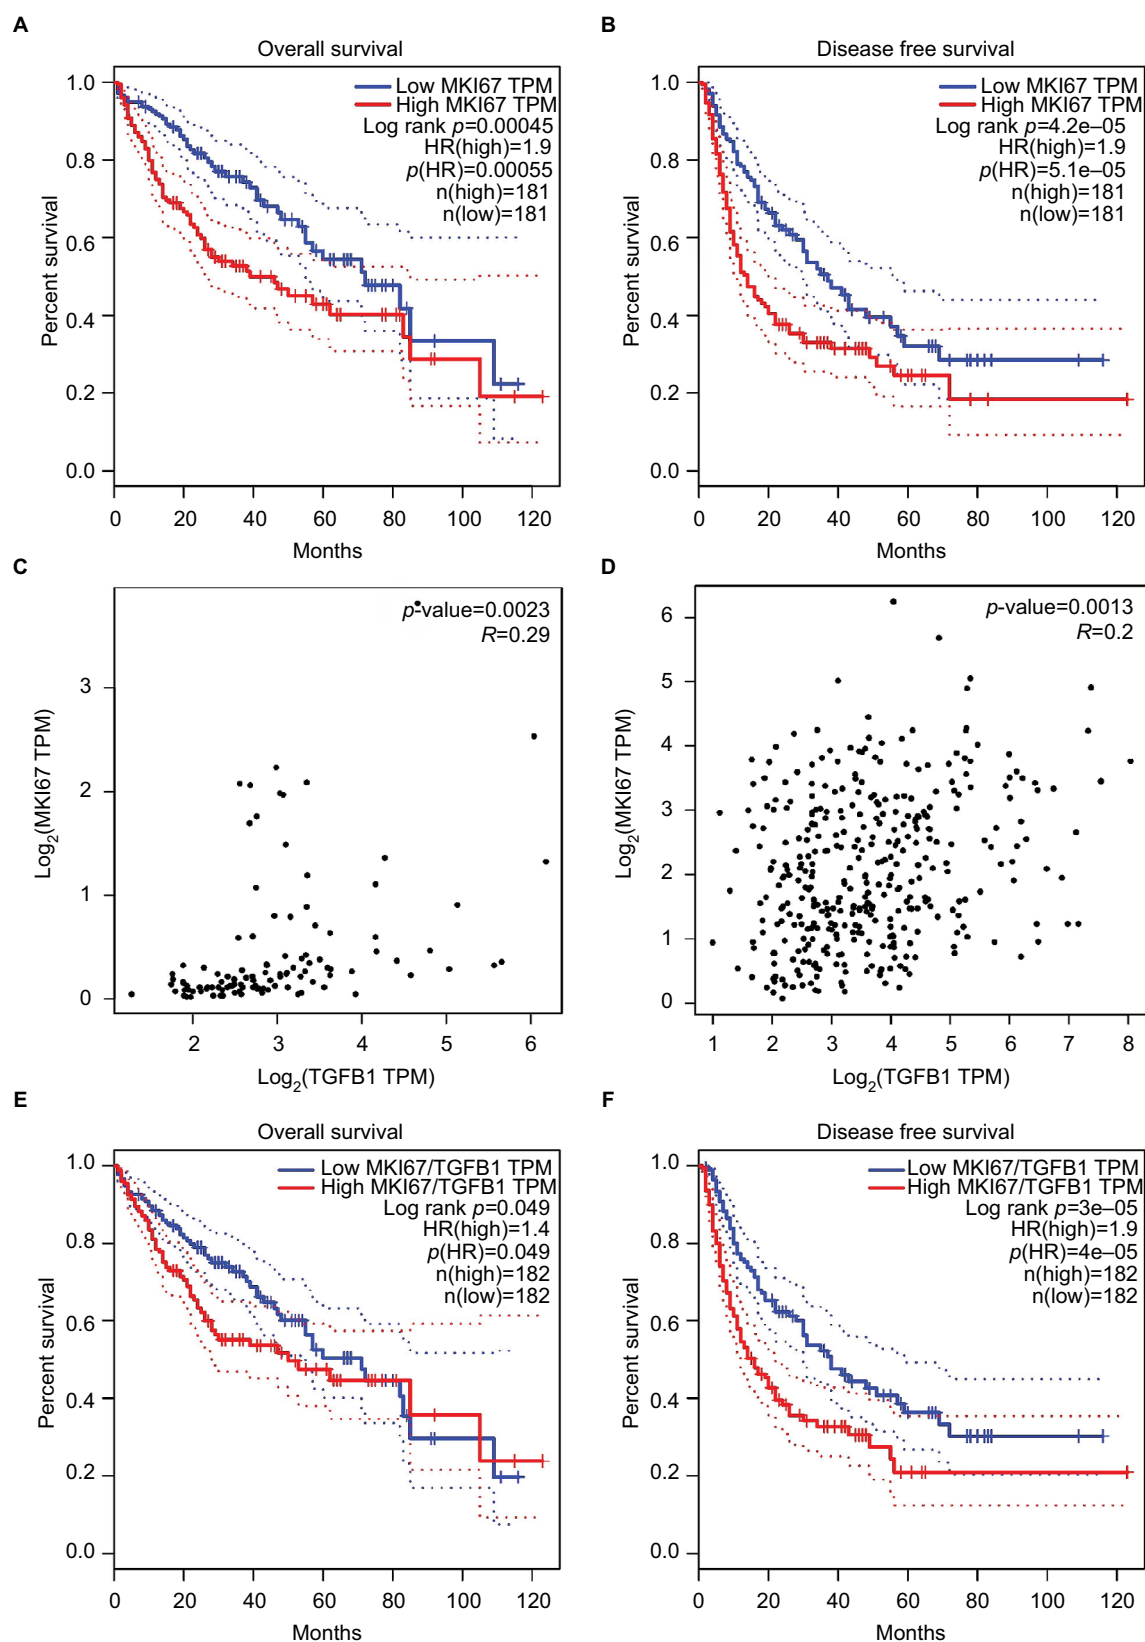 A
Overall survival
Low MKI67 TPM
High MKI67 TPM
Log rank p=0.00045
HR(high)=1.9
p(HR)=0.00055
n(high)=181
n(low)=181
Percent survival
1.0
0.8
0.6
0.4
0.2
0.0
0 20 40 60 80 100 120
Months
B
Disease free survival
Low MKI67 TPM
High MKI67 TPM
Log rank p=4.2e–05
HR(high)=1.9
p(HR)=5.1e–05
n(high)=181
n(low)=181
Percent survival
1.0
0.8
0.6
0.4
0.2
0.0
0 20 40 60 80 100 120
Months
C
p-value=0.0023
R=0.29
Log2(MKI67 TPM)
3
2
1
0
2 3 4 5 6
Log2(TGFB1 TPM)
D
p-value=0.0013
R=0.2
Log2(MKI67 TPM)
6
5
4
3
2
1
0
1 2 3 4 5 6 7 8
Log2(TGFB1 TPM)
E
Overall survival
Low MKI67/TGFB1 TPM
High MKI67/TGFB1 TPM
Log rank p=0.049
HR(high)=1.4
p(HR)=0.049
n(high)=182
n(low)=182
Percent survival
1.0
0.8
0.6
0.4
0.2
0.0
0 20 40 60 80 100 120
Months
F
Disease free survival
Low MKI67/TGFB1 TPM
High MKI67/TGFB1 TPM
Log rank p=3e–05
HR(high)=1.9
p(HR)=4e–05
n(high)=182
n(low)=182
Percent survival
1.0
0.8
0.6
0.4
0.2
0.0
0 20 40 60 80 100 120
Months